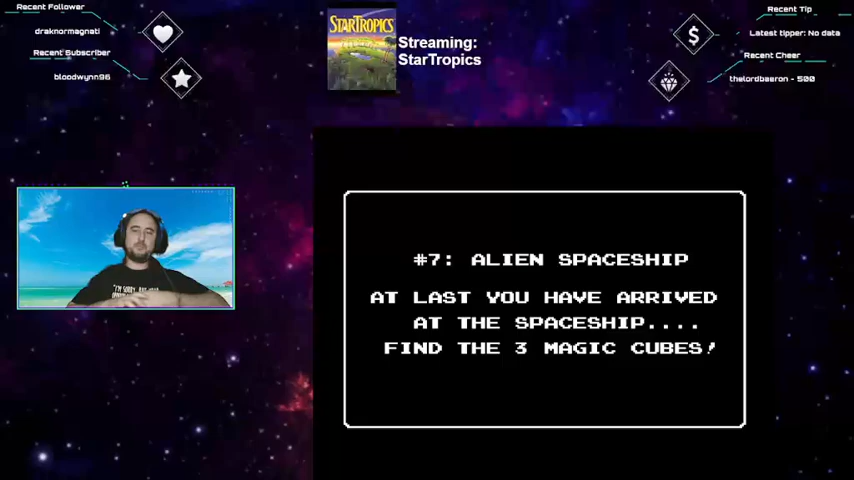 Recent Follower
draknormagnati
Recent Subscriber
bloodwynn96
STARTROPICS
Streaming:
StarTropics
Recent Tip
Latest tipper: No data
Recent Cheer
thelordbaaron - 500
#7: ALIEN SPACESHIP
AT LAST YOU HAVE ARRIVED
AT THE SPACESHIP....
FIND THE 3 MAGIC CUBES!
"I'M SORRY,